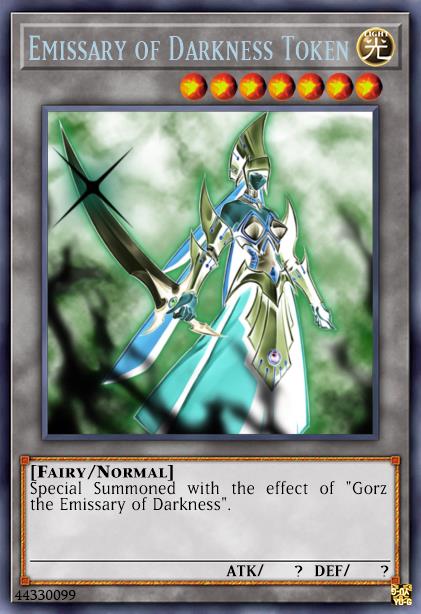 EMISSARY OF DARKNESS TOKEN
LIGHT
光
[FAIRY/NORMAL]
Special Summoned with the effect of "Gorz
the Emissary of Darkness".
ATK/ ? DEF/ ?
44330099